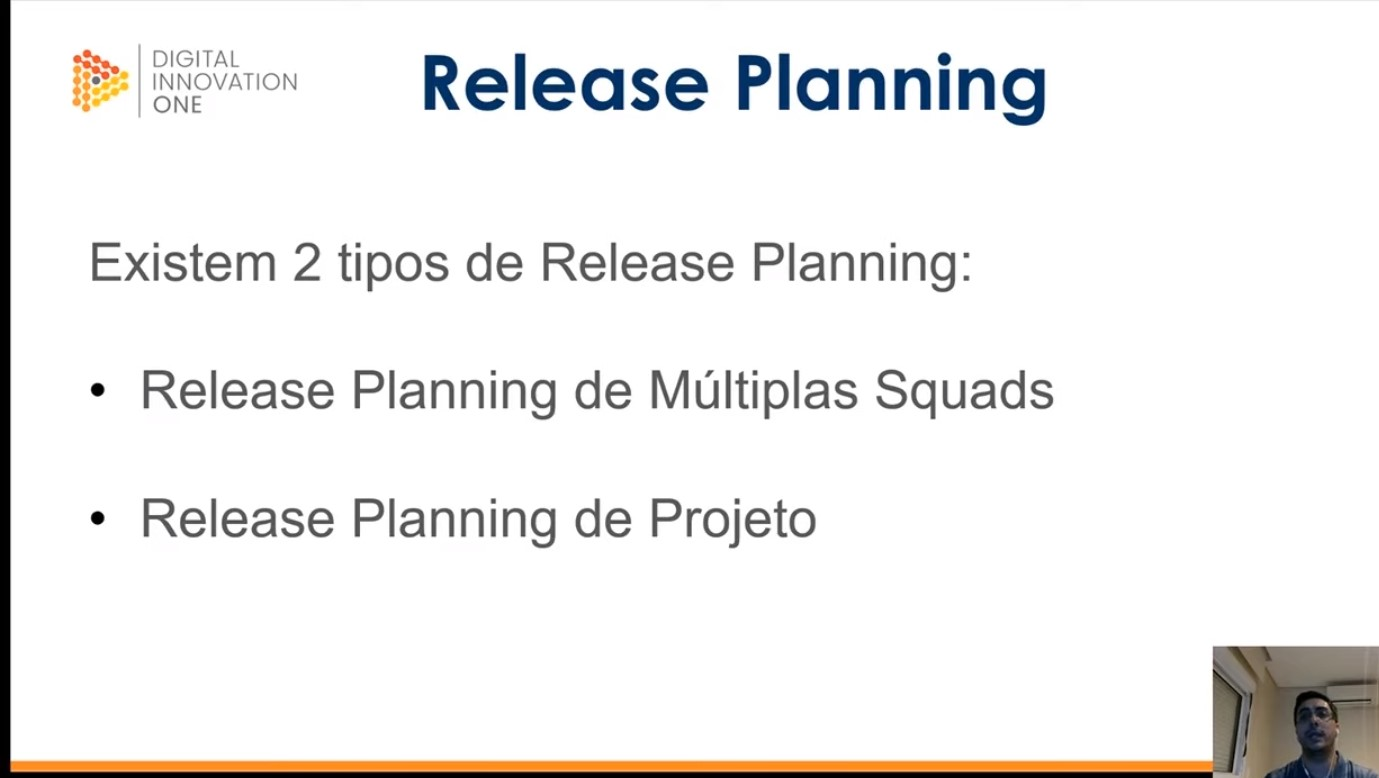 DIGITAL
INNOVATION
ONE
Release Planning
Existem 2 tipos de Release Planning:
• Release Planning de Múltiplas Squads
• Release Planning de Projeto